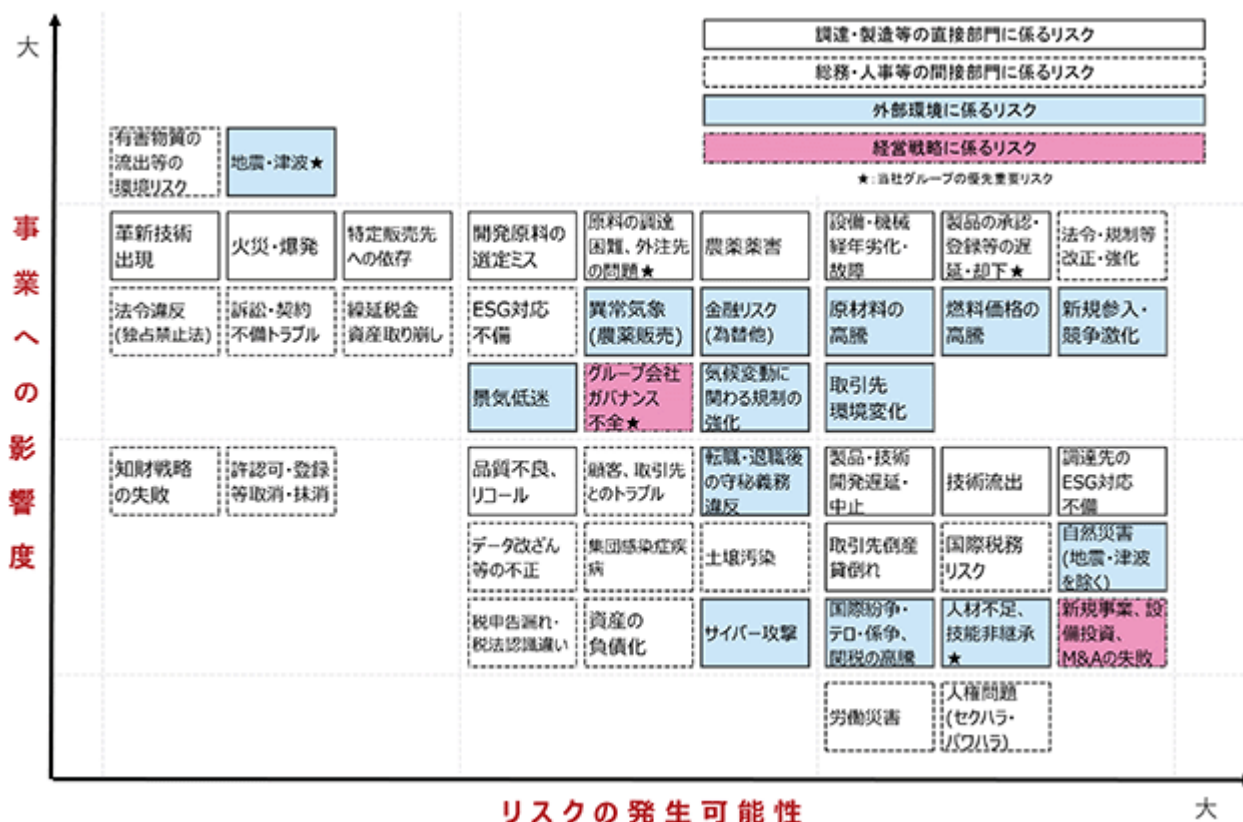 大
調達・製造等の直接部門に係るリスク
総務・人事等の間接部門に係るリスク
外部環境に係るリスク
経営戦略に係るリスク
★:当社グループの優先重要リスク
有害物質の
流出等の
環境リスク
地震・津波★
事業への影響度
革新技術
出現
火災・爆発
特定販売先
への依存
開発原料の
選定ミス
原料の調達
困難、外注先
の問題★
農薬薬害
設備・機械
経年劣化・
故障
製品の承認・
登録等の遅
延・却下★
法令・規制等
改正・強化
法令違反
(独占禁止法)
訴訟・契約
不備トラブル
繰延税金
資産取り崩し
ESG対応
不備
異常気象
(農薬販売)
金融リスク
(為替他)
原材料の
高騰
燃料価格の
高騰
新規参入・
競争激化
景気低迷
グループ会社
ガバナンス
不全★
気候変動に
関わる規制の
強化
取引先
環境変化
知財戦略
の失敗
許認可・登録
等取消・抹消
品質不良、
リコール
顧客、取引先
とのトラブル
転職・退職後
の守秘義務
違反
製品・技術
開発遅延・
中止
技術流出
調達先の
ESG対応
不備
データ改ざん
等の不正
集団感染症疾
病
土壌汚染
取引先倒産
貸倒れ
国際税務
リスク
自然災害
(地震・津波
を除く)
税申告漏れ・
税法認識違い
資産の
負債化
サイバー攻撃
国際紛争・
テロ・係争、
関税の高騰
人材不足、
技能非継承
★
新規事業、設
備投資、
M&Aの失敗
労働災害
人権問題
(セクハラ・
パワハラ)
リスクの発生可能性
大